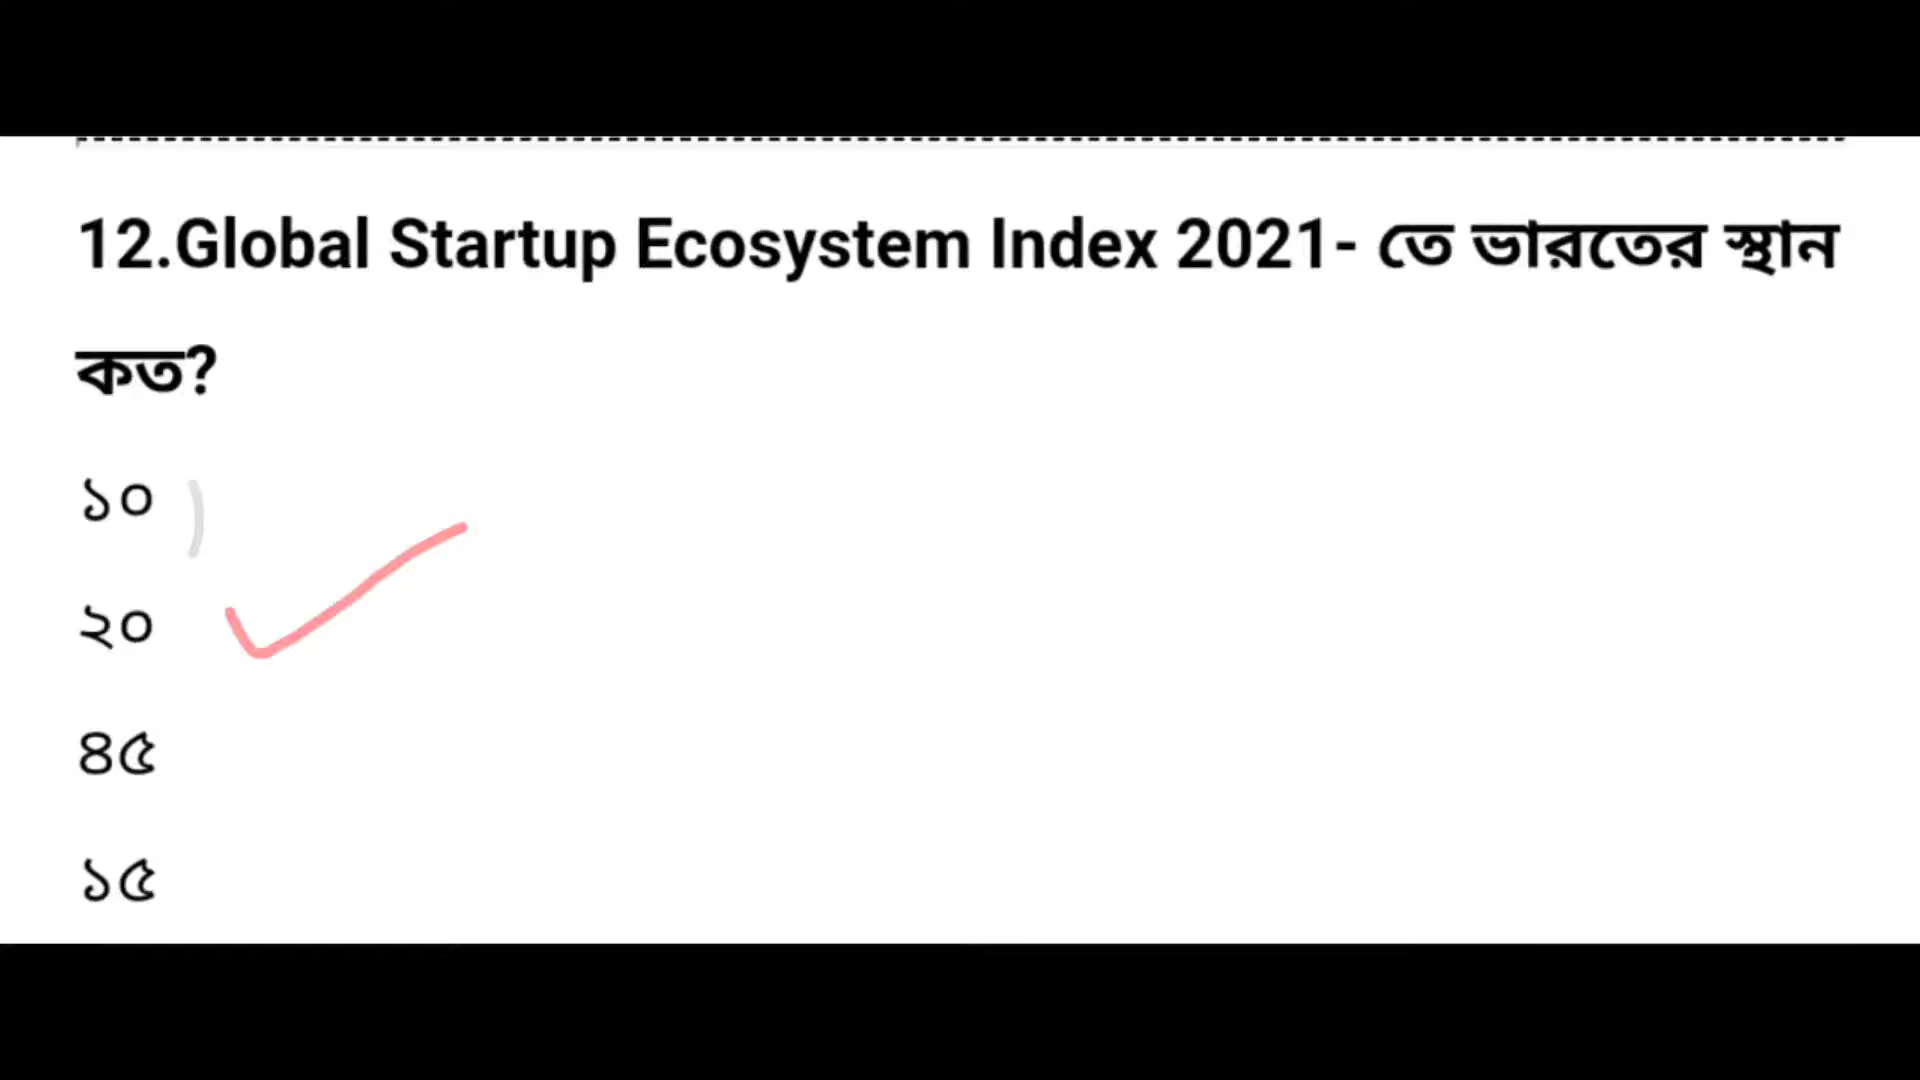 12.Global Startup Ecosystem Index 2021- তে ভারতের স্থান
কত?
১০
২০
৪৫
১৫